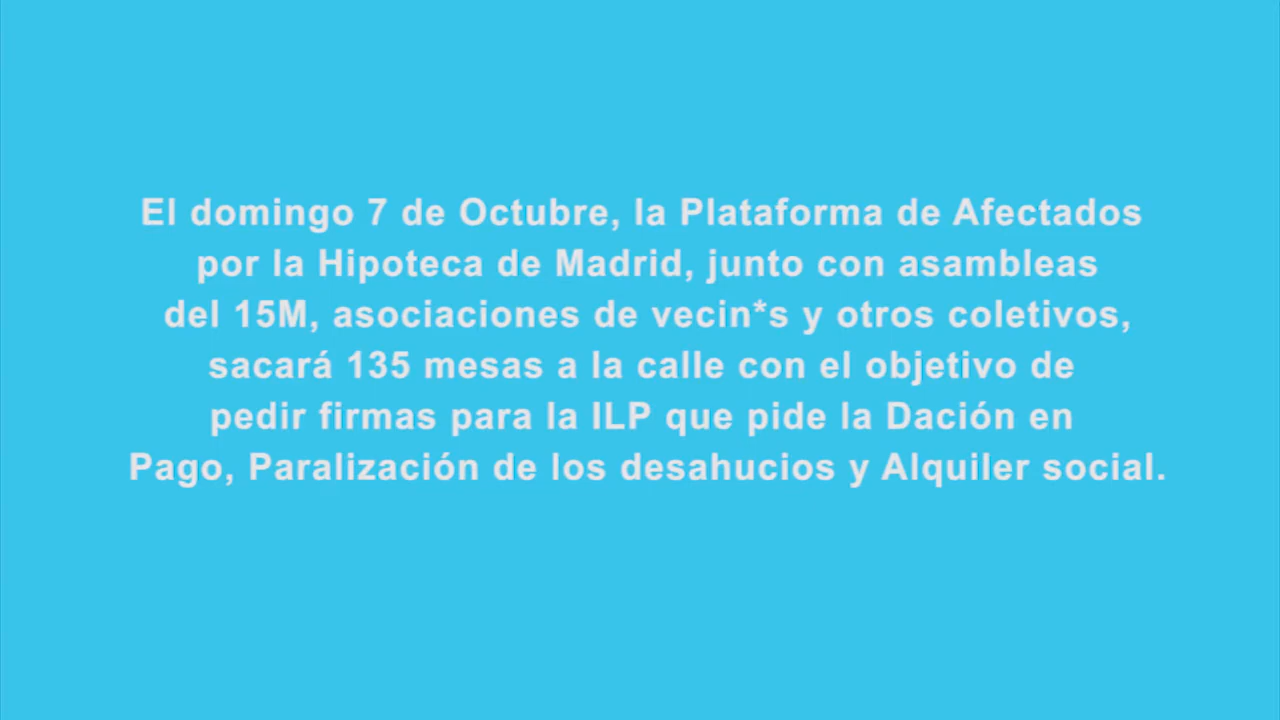 El domingo 7 de Octubre, la Plataforma de Afectados
por la Hipoteca de Madrid, junto con asambleas
del 15M, asociaciones de vecin*s y otros coletivos,
sacará 135 mesas a la calle con el objetivo de
pedir firmas para la ILP que pide la Dación en
Pago, Paralización de los desahucios y Alquiler social.